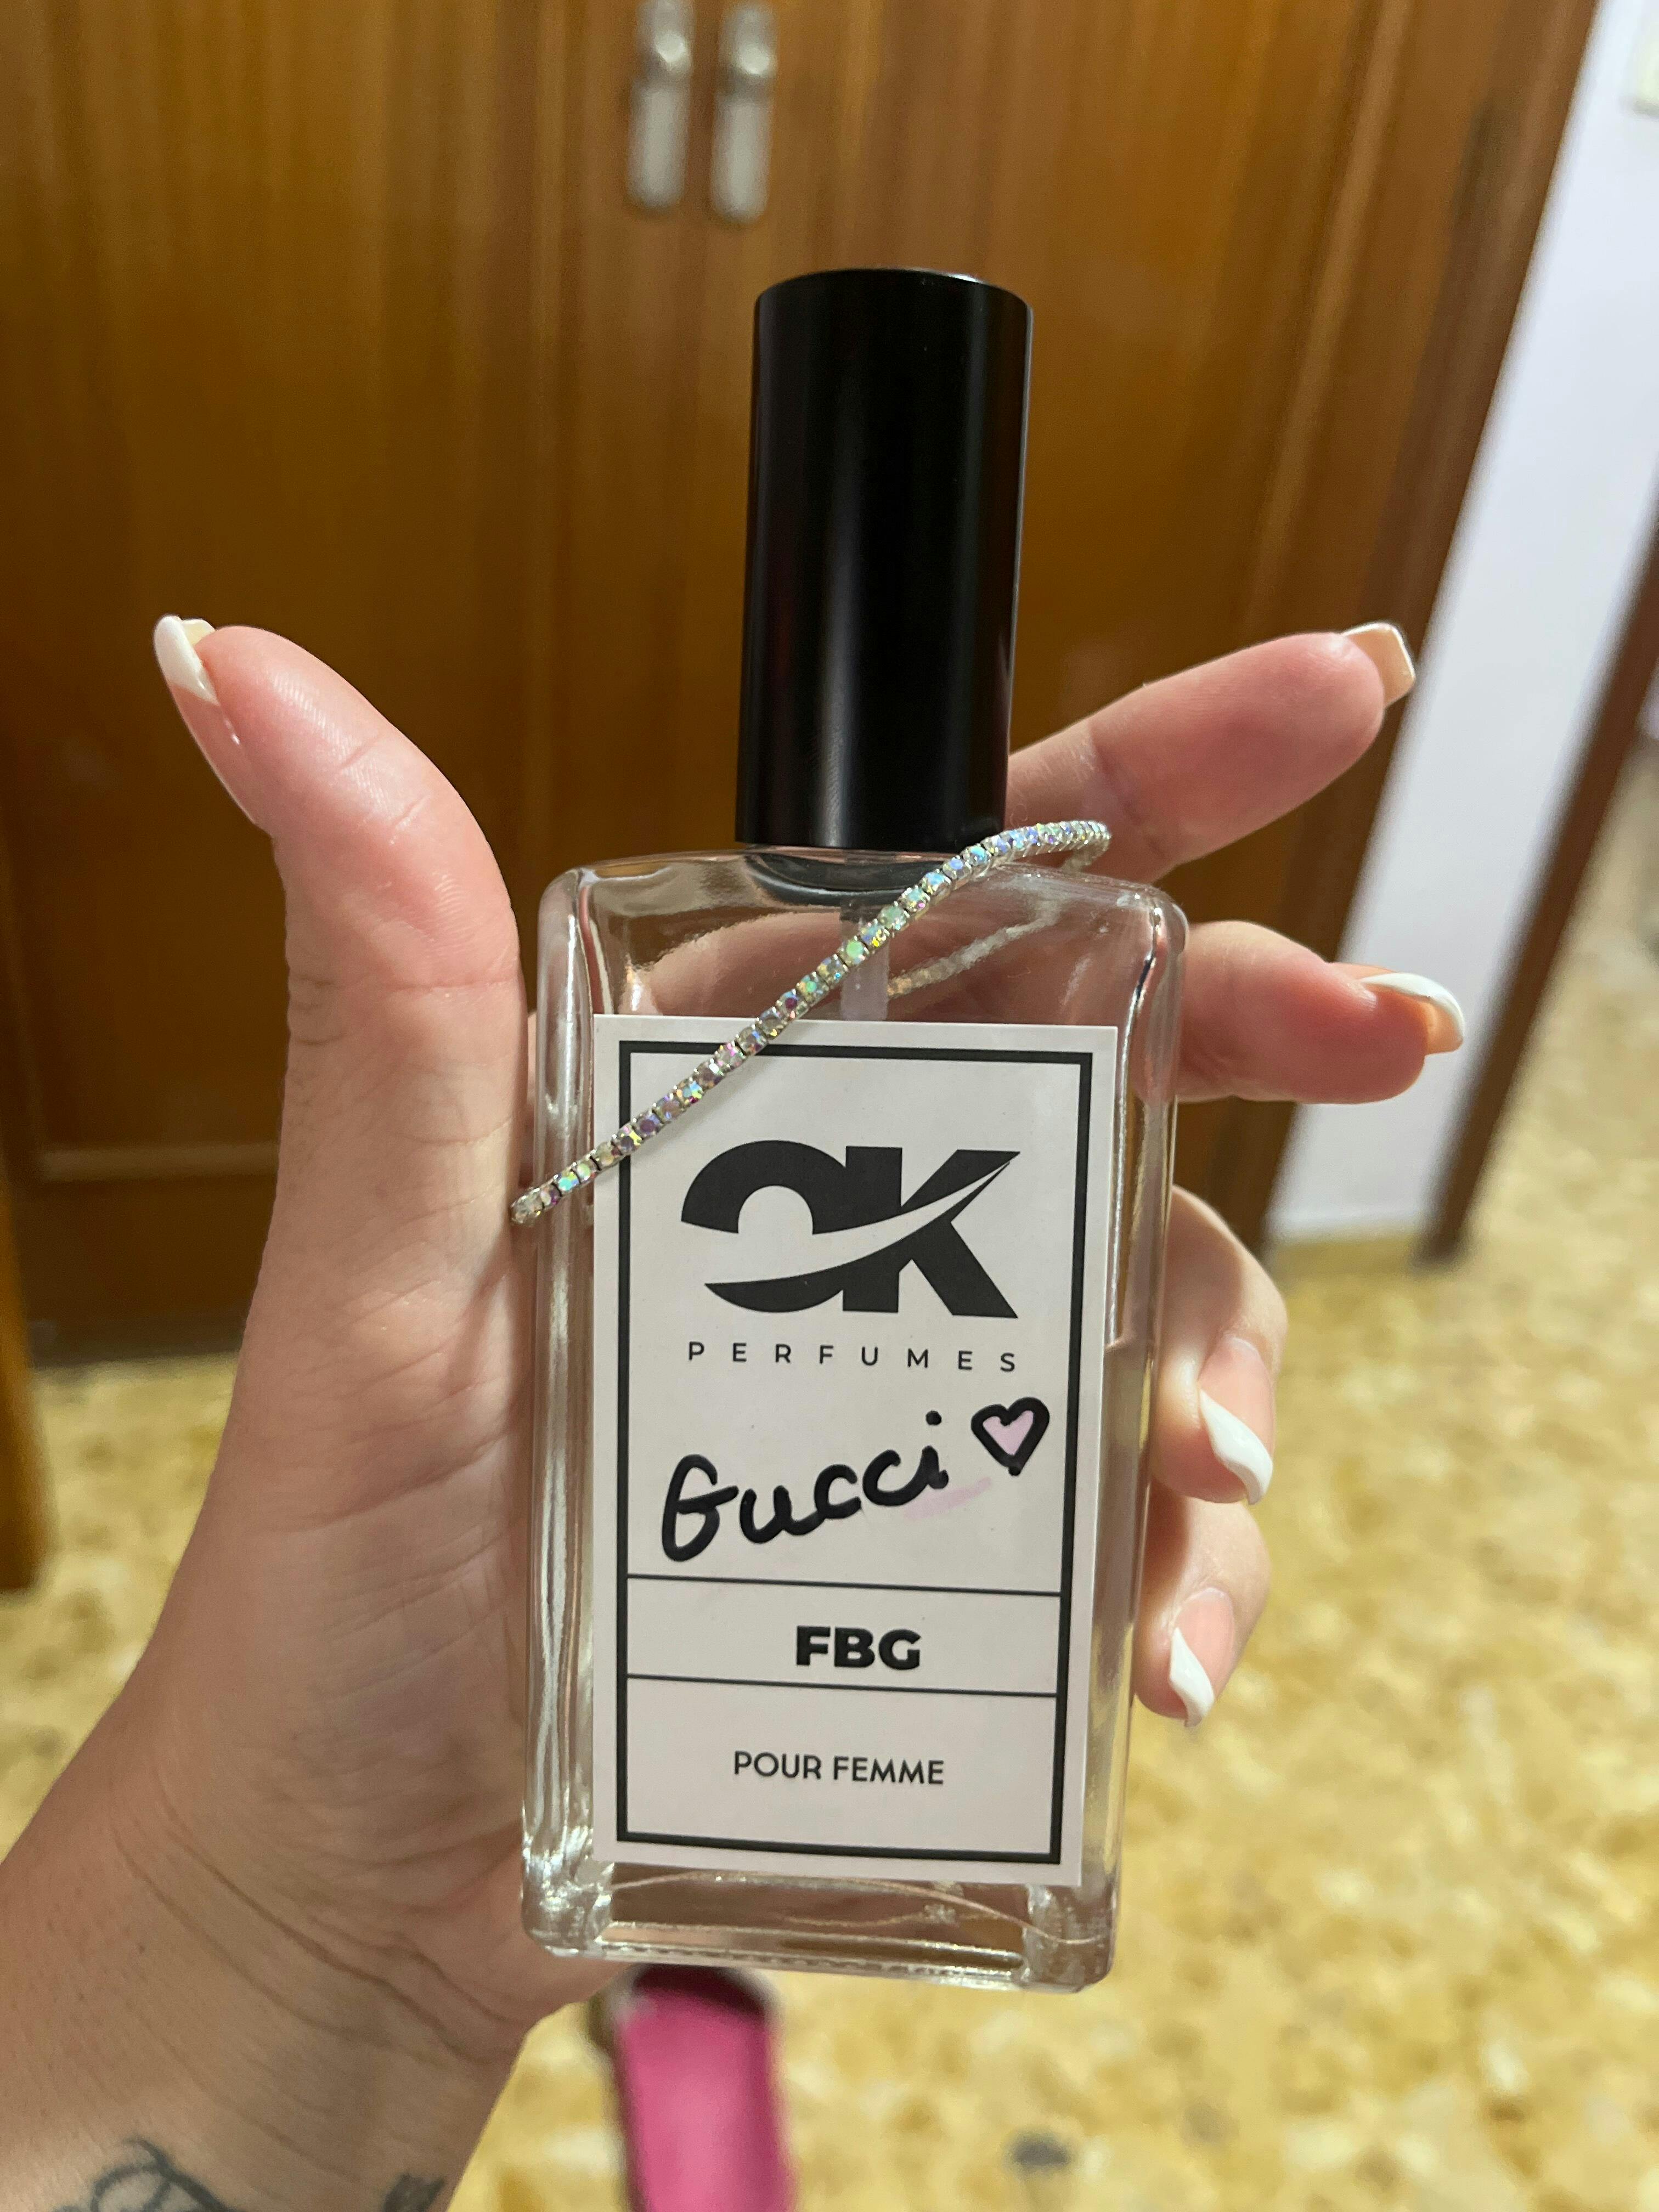 OK
PERFUMES
Gucci
FBG
POUR FEMME